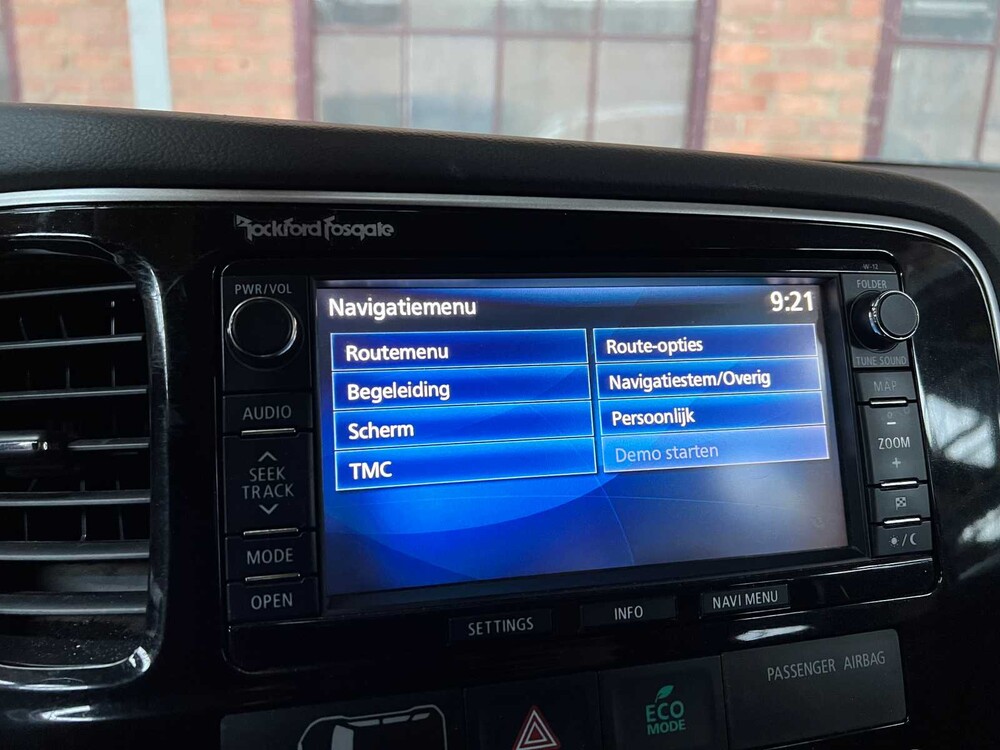 Rockford Fosgate
W-12
PWR/VOL
FOLDER
TUNE SOUND
Navigatiemenu
9:21
Routemenu
Route-opties
Begeleiding
Navigatiestem/Overig
Scherm
Persoonlijk
TMC
Demo starten
AUDIO
SEEK
TRACK
MODE
OPEN
MAP
ZOOM
+
SETTINGS
INFO
NAVI MENU
PASSENGER AIRBAG
ECO
MODE